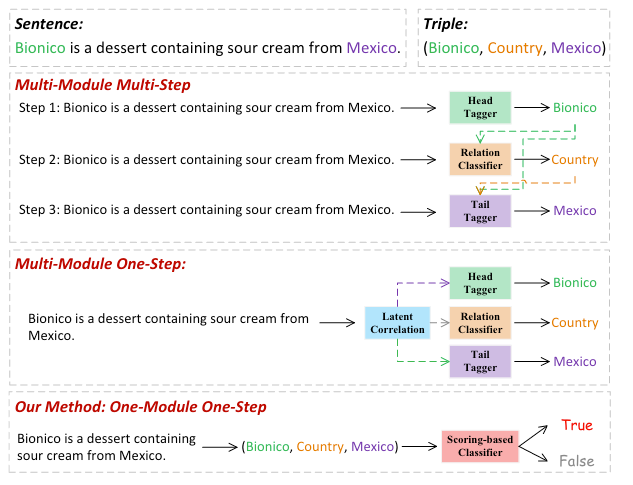 Sentence:
Bionico is a dessert containing sour cream from Mexico.
Triple:
(Bionico, Country, Mexico)
Multi-Module Multi-Step
Step 1: Bionico is a dessert containing sour cream from Mexico.
Head
Tagger
Bionico
Step 2: Bionico is a dessert containing sour cream from Mexico.
Relation
Classifier
Country
Step 3: Bionico is a dessert containing sour cream from Mexico.
Tail
Tagger
Mexico
Multi-Module One-Step:
Bionico is a dessert containing sour cream from
Mexico.
Latent
Correlation
Head
Tagger
Bionico
Relation
Classifier
Country
Tail
Tagger
Mexico
Our Method: One-Module One-Step
Bionico is a dessert containing
sour cream from Mexico.
(Bionico, Country, Mexico)
Scoring-based
Classifier
True
False